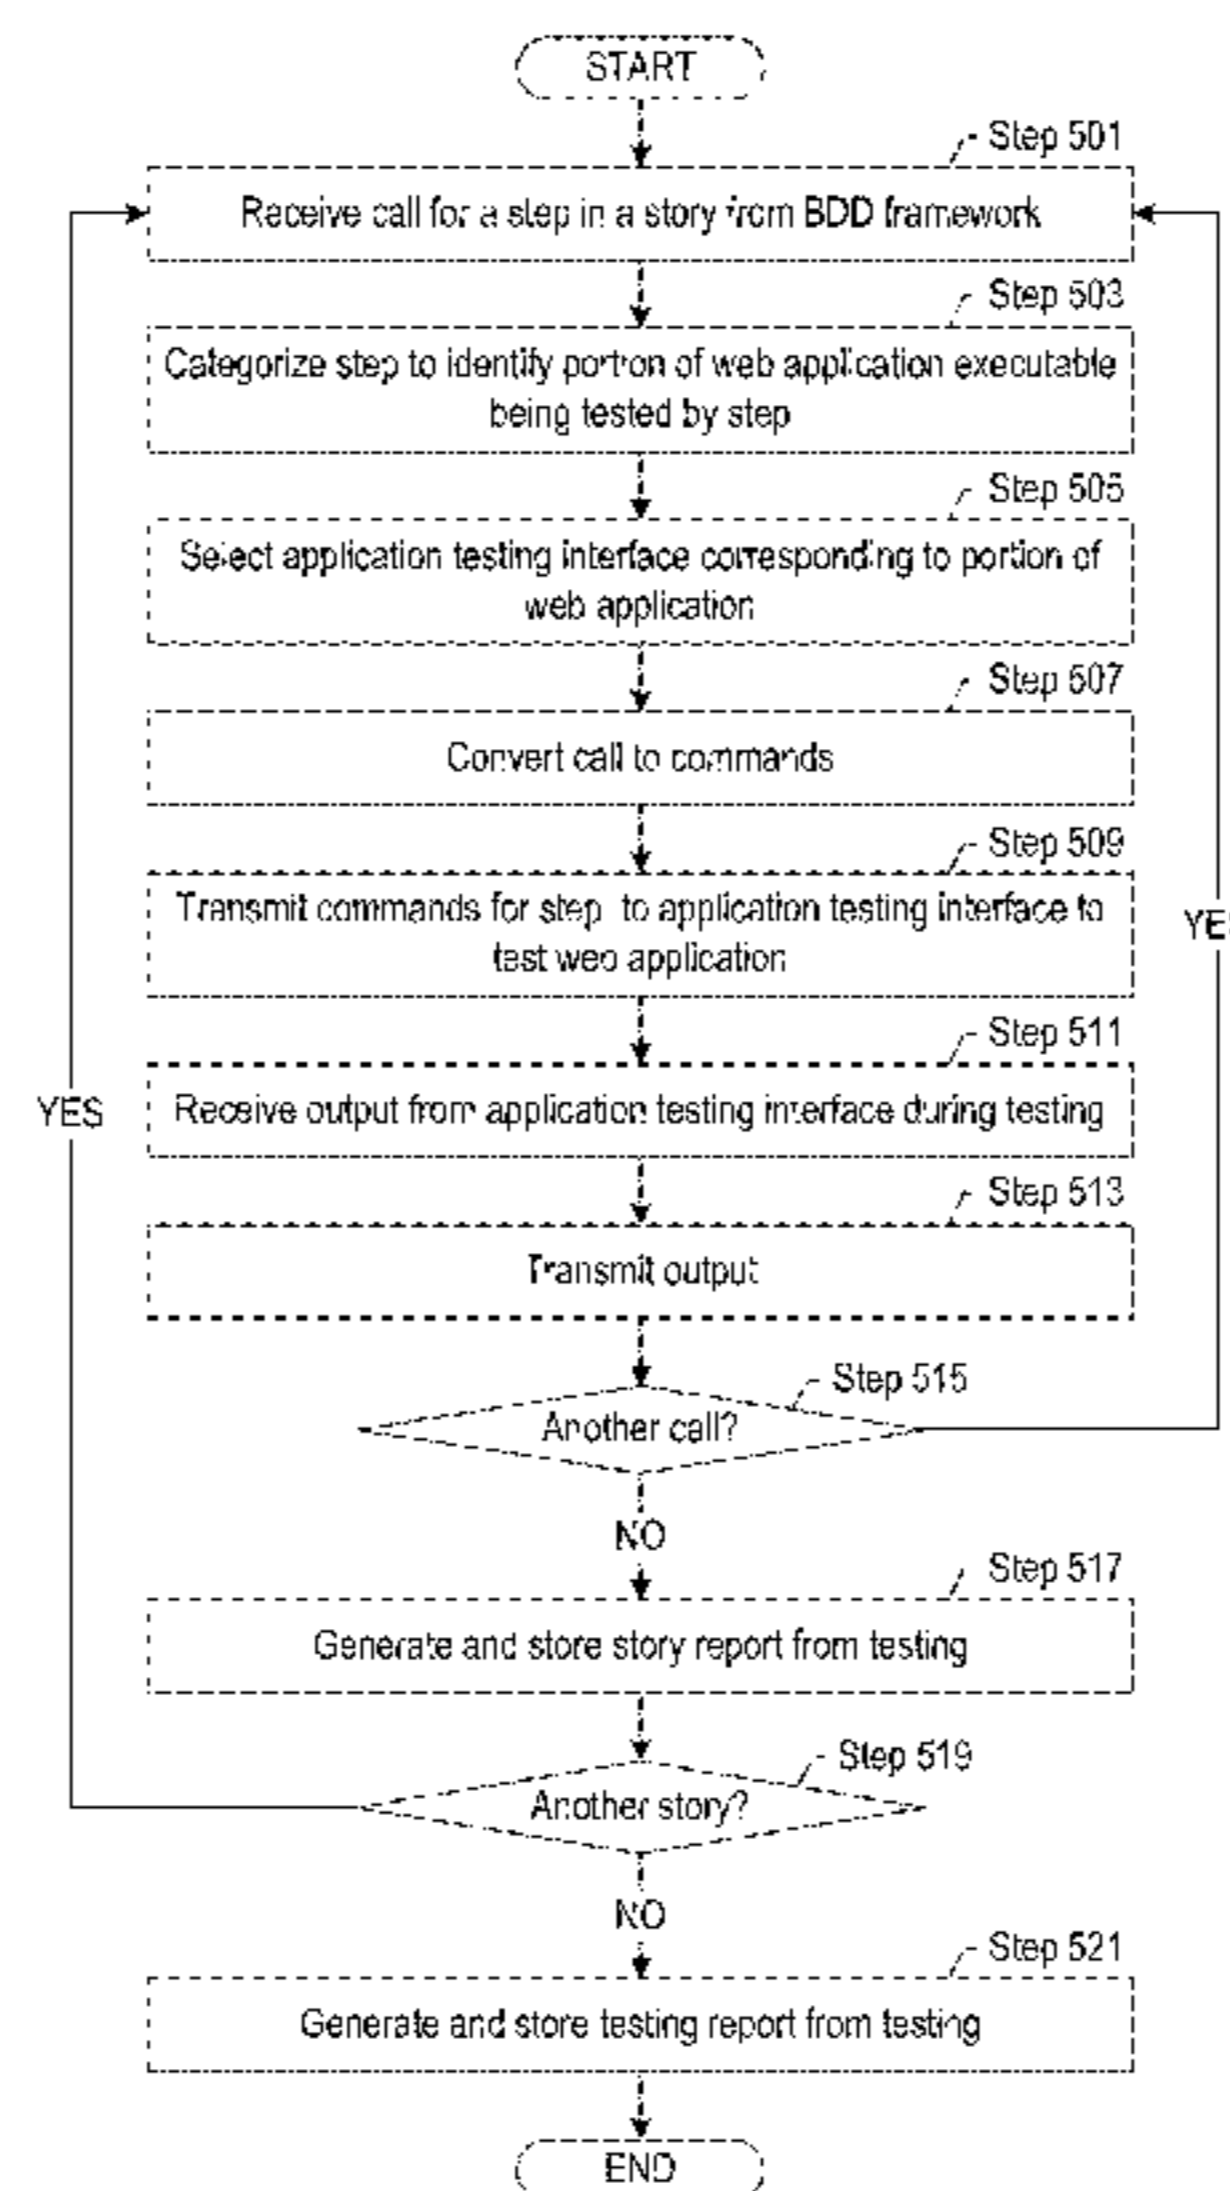 START
Step 501
Receive call for a step in a story from BDD framework
Step 503
Categorize step to identify portion of web application executable
being tested by step
Step 505
Select application testing interface corresponding to portion of
web application
Step 507
Convert call to commands
Step 509
Transmit commands for step to application testing interface to
test web application
YES
Step 511
Receive output from application testing interface during testing
YES
Step 513
Transmit output
Step 515
Another call?
NO
Step 517
Generate and store story report from testing
Step 519
Another story?
NO
Step 521
Generate and store testing report from testing
END